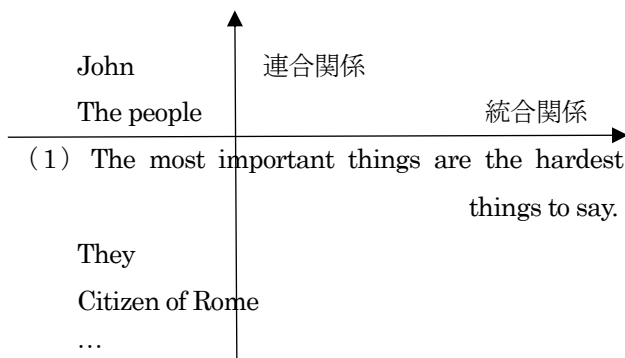 John 連合関係
The people 統合関係
（1） The most important things are the hardest
things to say.
They
Citizen of Rome
…